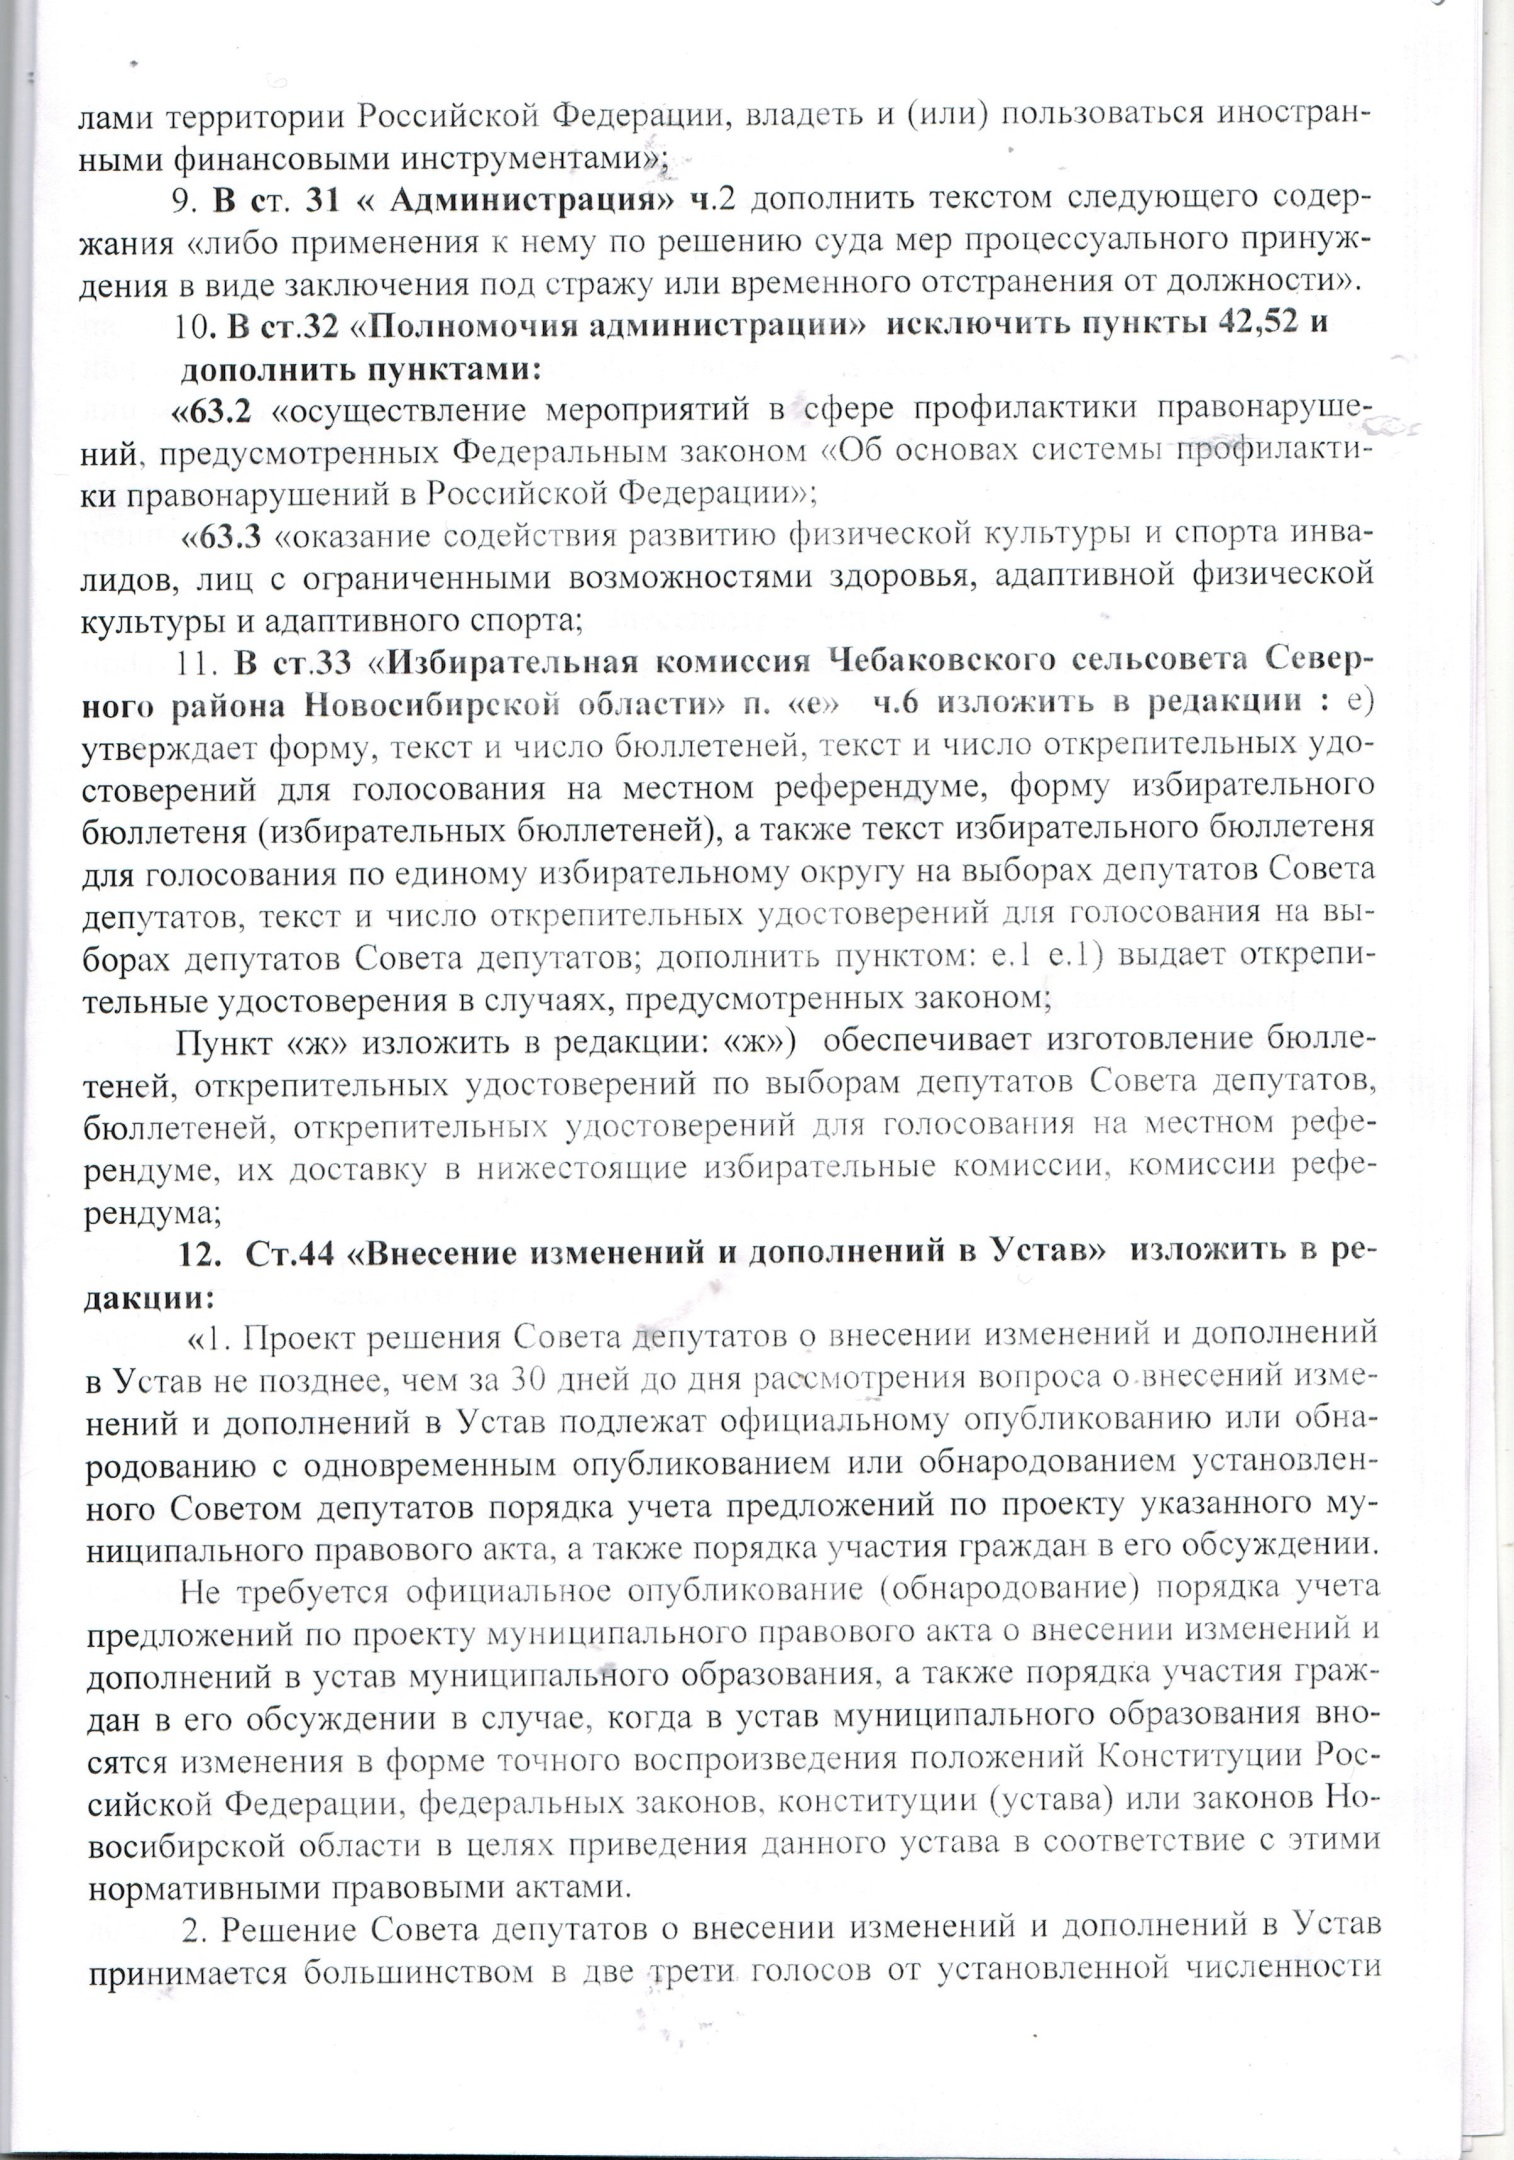 лами территории Российской Федерации, владеть и (или) пользоваться иностран-
ными финансовыми инструментами»;
9. В ст. 31 « Администрация» ч.2 дополнить текстом следующего содер-
жания «либо применения к нему по решению суда мер процессуального принуж-
дения в виде заключения под стражу или временного отстранения от должности».
10. В ст.32 «Полномочия администрации» исключить пункты 42,52 и
дополнить пунктами:
«63.2 «осуществление мероприятий в сфере профилактики правонаруше-
ний, предусмотренных Федеральным законом «Об основах системы профилакти-
ки правонарушений в Российской Федерации»;
«63.3 «оказание содействия развитию физической культуры и спорта инва-
лидов, лиц с ограниченными возможностями здоровья, адаптивной физической
культуры и адаптивного спорта;
11. В ст.33 «Избирательная комиссия Чебаковского сельсовета Север-
ного района Новосибирской области» п. «е» ч.6 изложить в редакции : е)
утверждает форму, текст и число бюллетеней, текст и число открепительных удо-
стоверений для голосования на местном референдуме, форму избирательного
бюллетеня (избирательных бюллетеней), а также текст избирательного бюллетеня
для голосования по единому избирательному округу на выборах депутатов Совета
депутатов, текст и число открепительных удостоверений для голосования на вы-
борах депутатов Совета депутатов; дополнить пунктом: е.1 е.1) выдает открепи-
тельные удостоверения в случаях, предусмотренных законом;
Пункт «ж» изложить в редакции: «ж») обеспечивает изготовление бюлле-
теней, открепительных удостоверений по выборам депутатов Совета депутатов,
бюллетеней, открепительных удостоверений для голосования на местном рефе-
рендуме, их доставку в нижестоящие избирательные комиссии, комиссии рефе-
рендума;
12. Ст.44 «Внесение изменений и дополнений в Устав» изложить в ре-
дакции:
«1. Проект решения Совета депутатов о внесении изменений и дополнений
в Устав не позднее, чем за 30 дней до дня рассмотрения вопроса о внесений изме-
нений и дополнений в Устав подлежат официальному опубликованию или обна-
родованию с одновременным опубликованием или обнародованием установлен-
ного Советом депутатов порядка учета предложений по проекту указанного му-
ниципального правового акта, а также порядка участия граждан в его обсуждении.
Не требуется официальное опубликование (обнародование) порядка учета
предложений по проекту муниципального правового акта о внесении изменений и
дополнений в устав муниципального образования, а также порядка участия граж-
дан в его обсуждении в случае, когда в устав муниципального образования вно-
сятся изменения в форме точного воспроизведения положений Конституции Рос-
сийской Федерации, федеральных законов, конституции (устава) или законов Но-
восибирской области в целях приведения данного устава в соответствие с этими
нормативными правовыми актами.
2. Решение Совета депутатов о внесении изменений и дополнений в Устав
принимается большинством в две трети голосов от установленной численности